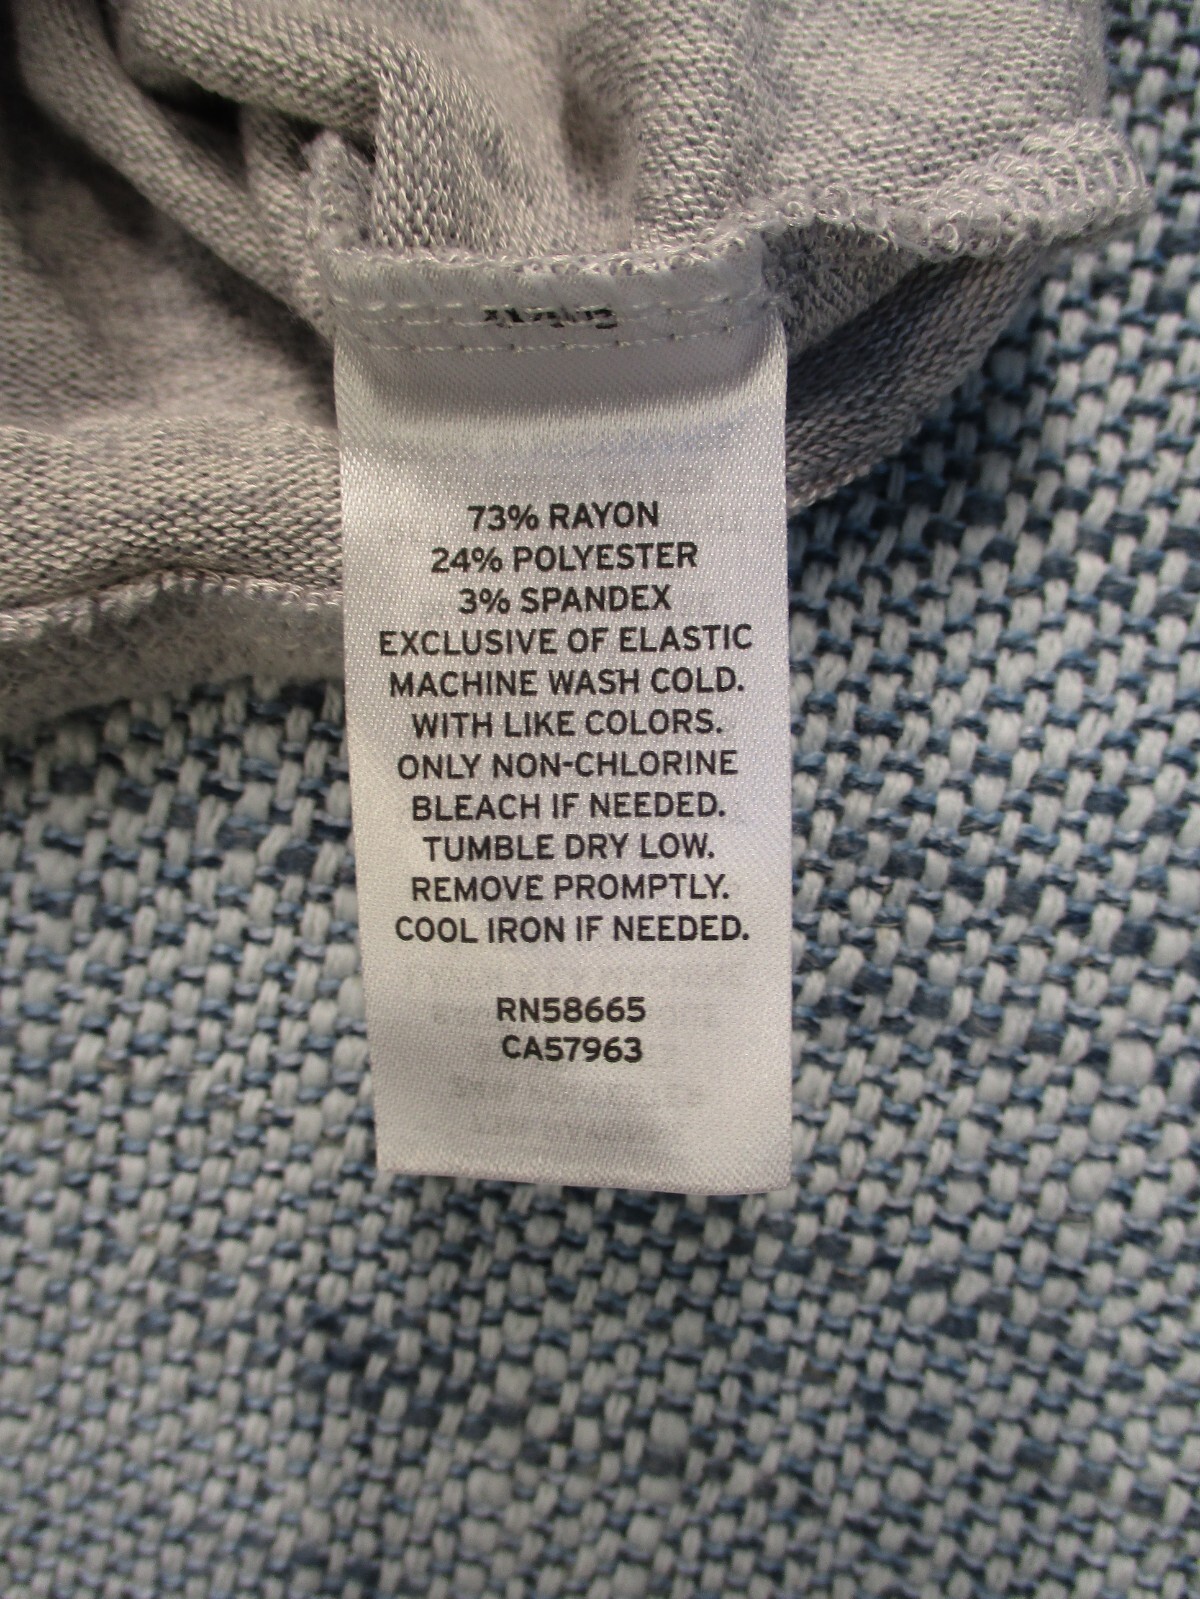 73% RAYON
24% POLYESTER
3% SPANDEX
EXCLUSIVE OF ELASTIC
MACHINE WASH COLD.
WITH LIKE COLORS.
ONLY NON-CHLORINE
BLEACH IF NEEDED.
TUMBLE DRY LOW.
REMOVE PROMPTLY.
COOL IRON IF NEEDED.
RN58665
CA57963